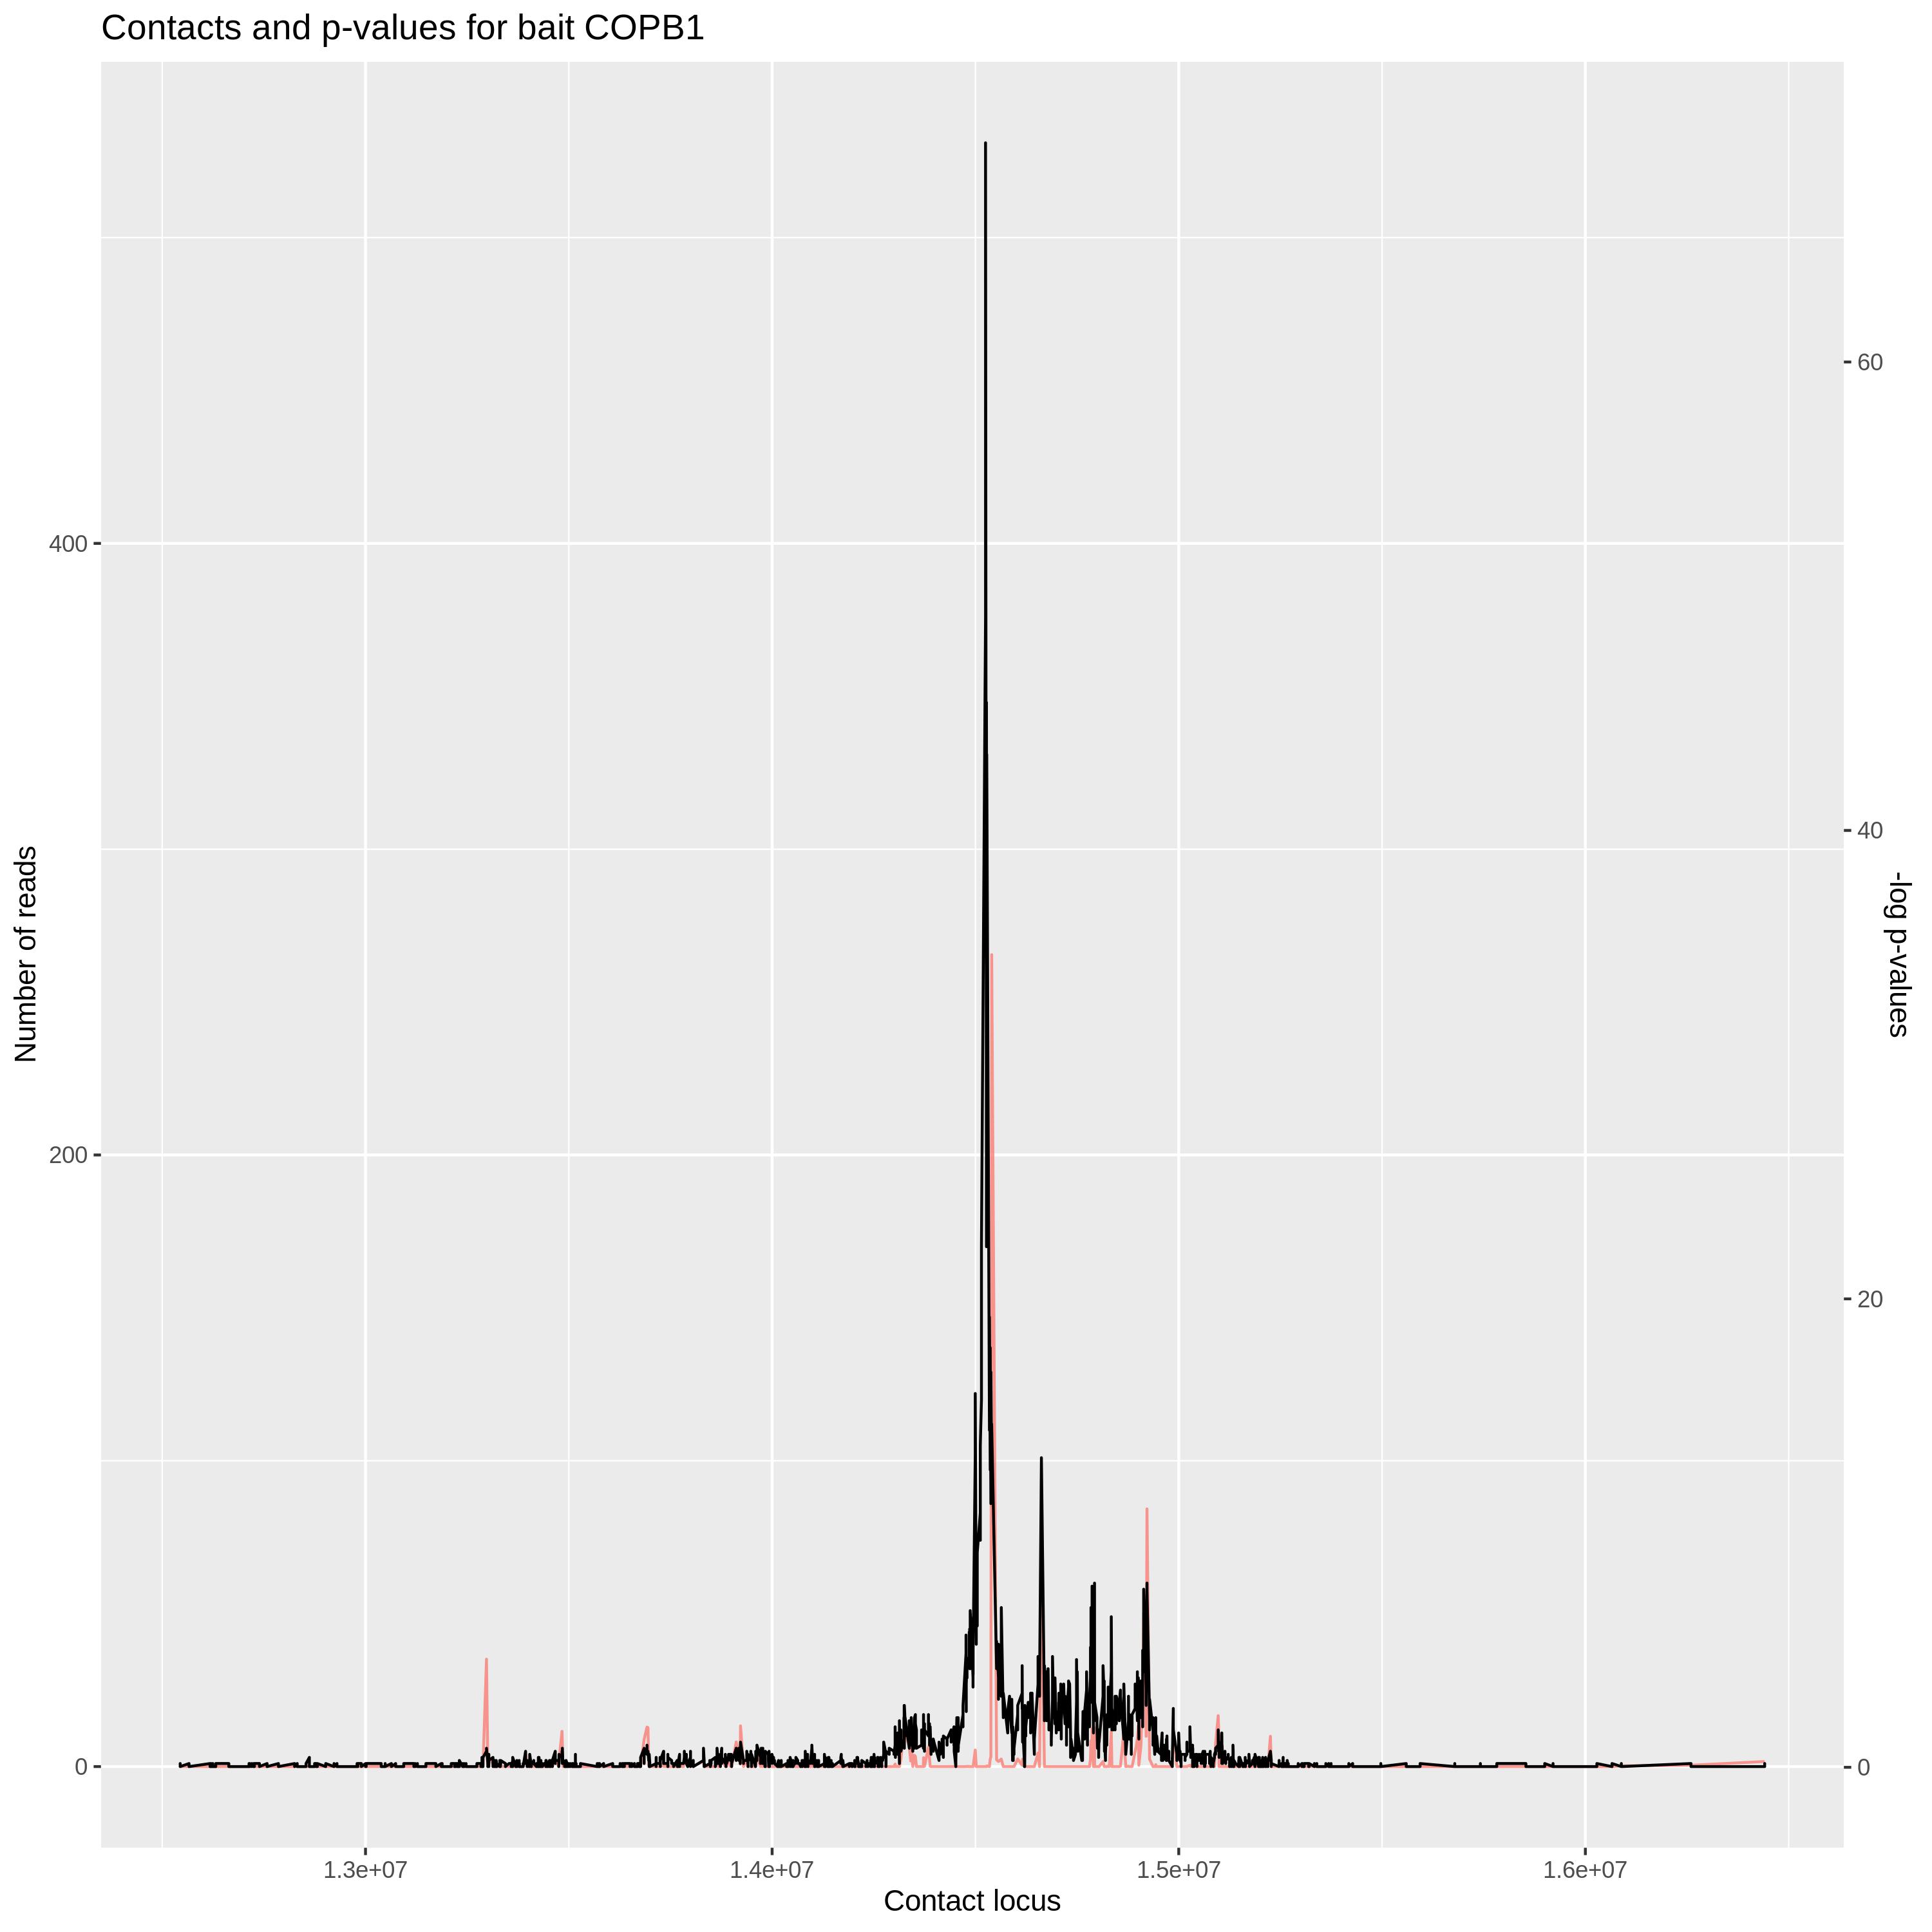 Contacts and p-values for bait COPB1
Number of reads
400
200
0
60
40
20
0
-log p-values
1.3e+07 1.4e+07 1.5e+07 1.6e+07
Contact locus